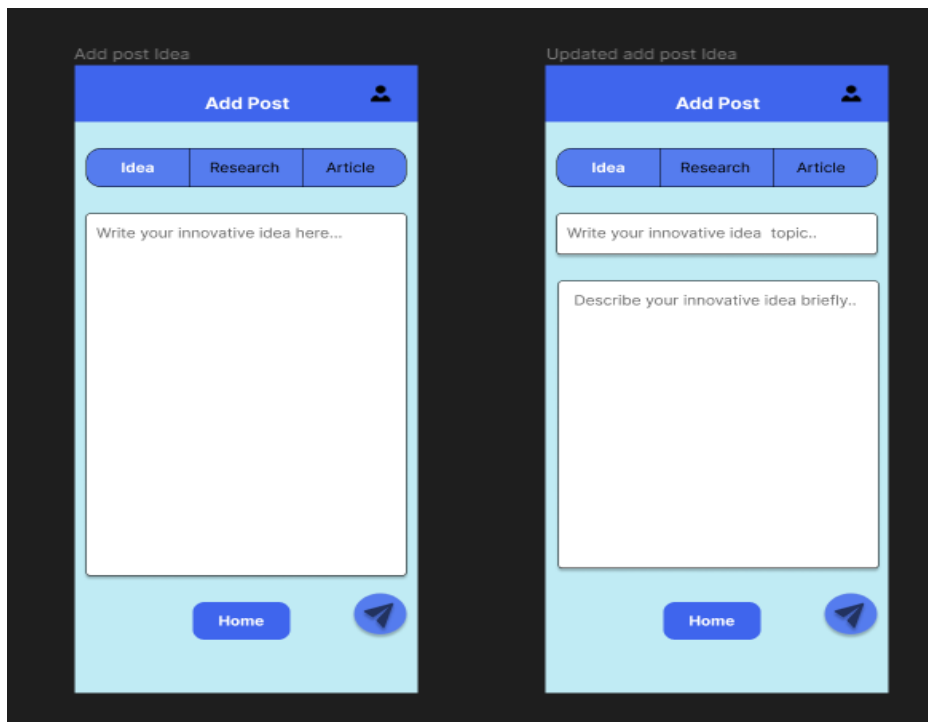 Add post Idea
Add Post
Idea Research Article
Write your innovative idea here...
Home
Updated add post Idea
Add Post
Idea Research Article
Write your innovative idea  topic..
Describe your innovative idea briefly..
Home